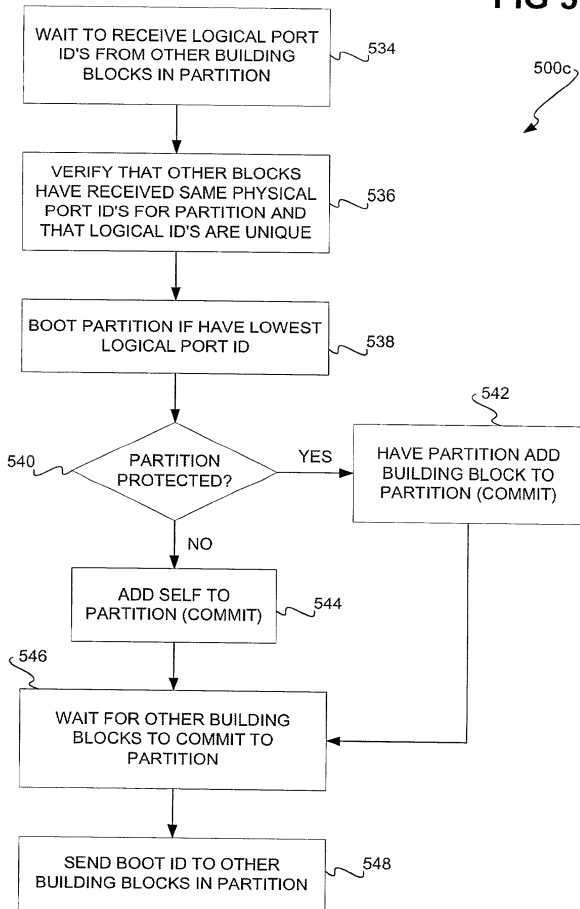 WAIT TO RECEIVE LOGICAL PORT
ID'S FROM OTHER BUILDING
BLOCKS IN PARTITION
534
500c
VERIFY THAT OTHER BLOCKS
HAVE RECEIVED SAME PHYSICAL
PORT ID'S FOR PARTITION AND
THAT LOGICAL ID'S ARE UNIQUE
536
BOOT PARTITION IF HAVE LOWEST
LOGICAL PORT ID
538
540
PARTITION
PROTECTED?
YES
542
HAVE PARTITION ADD
BUILDING BLOCK TO
PARTITION (COMMIT)
NO
ADD SELF TO
PARTITION (COMMIT)
544
546
WAIT FOR OTHER BUILDING
BLOCKS TO COMMIT TO
PARTITION
SEND BOOT ID TO OTHER
BUILDING BLOCKS IN PARTITION
548